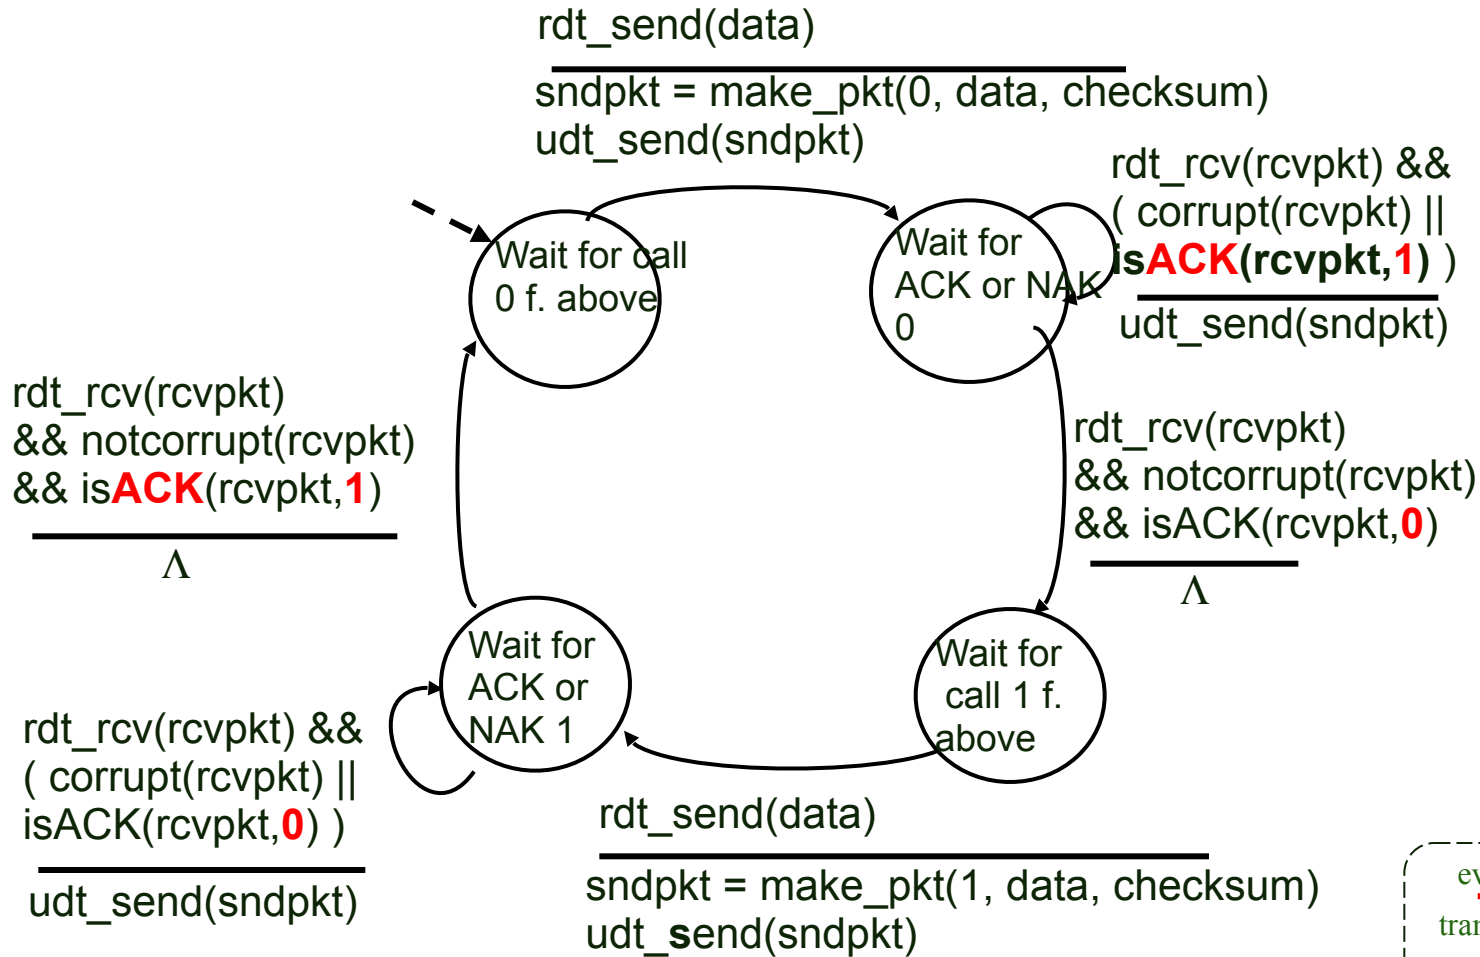 rdt_send(data)
sndpkt = make_pkt(0, data, checksum)
udt_send(sndpkt)
Wait for call
0 f. above
Wait for
ACK or NAK
0
rdt_rcv(rcvpkt) &&
( corrupt(rcvpkt) ||
isACK(rcvpkt,1) )
udt_send(sndpkt)
rdt_rcv(rcvpkt)
&& notcorrupt(rcvpkt)
&& isACK(rcvpkt,1)
Λ
rdt_rcv(rcvpkt)
&& notcorrupt(rcvpkt)
&& isACK(rcvpkt,0)
Λ
Wait for
ACK or
NAK 1
Wait for
call 1 f.
above
rdt_rcv(rcvpkt) &&
( corrupt(rcvpkt) ||
isACK(rcvpkt,0) )
udt_send(sndpkt)
rdt_send(data)
sndpkt = make_pkt(1, data, checksum)
udt_send(sndpkt)